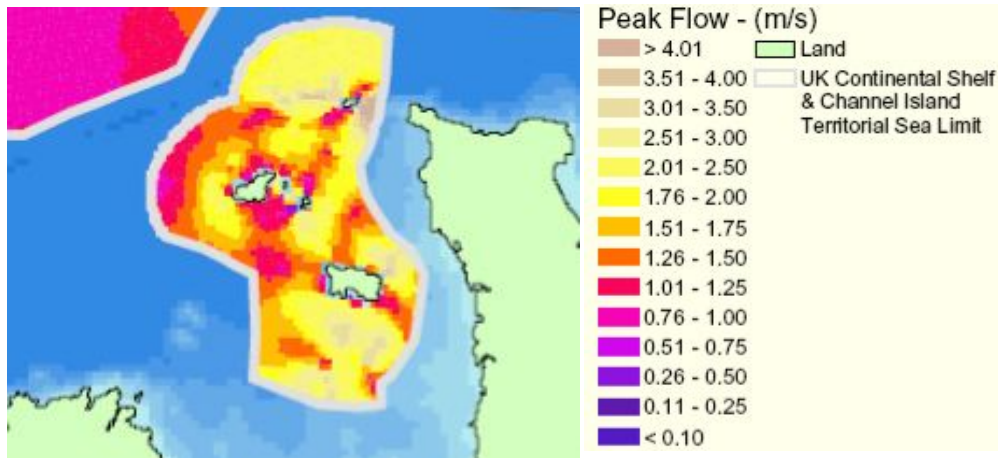 Peak Flow - (m/s)
> 4.01
3.51 - 4.00
3.01 - 3.50
2.51 - 3.00
2.01 - 2.50
1.76 - 2.00
1.51 - 1.75
1.26 - 1.50
1.01 - 1.25
0.76 - 1.00
0.51 - 0.75
0.26 - 0.50
0.11 - 0.25
< 0.10
Land
UK Continental Shelf
& Channel Island
Territorial Sea Limit